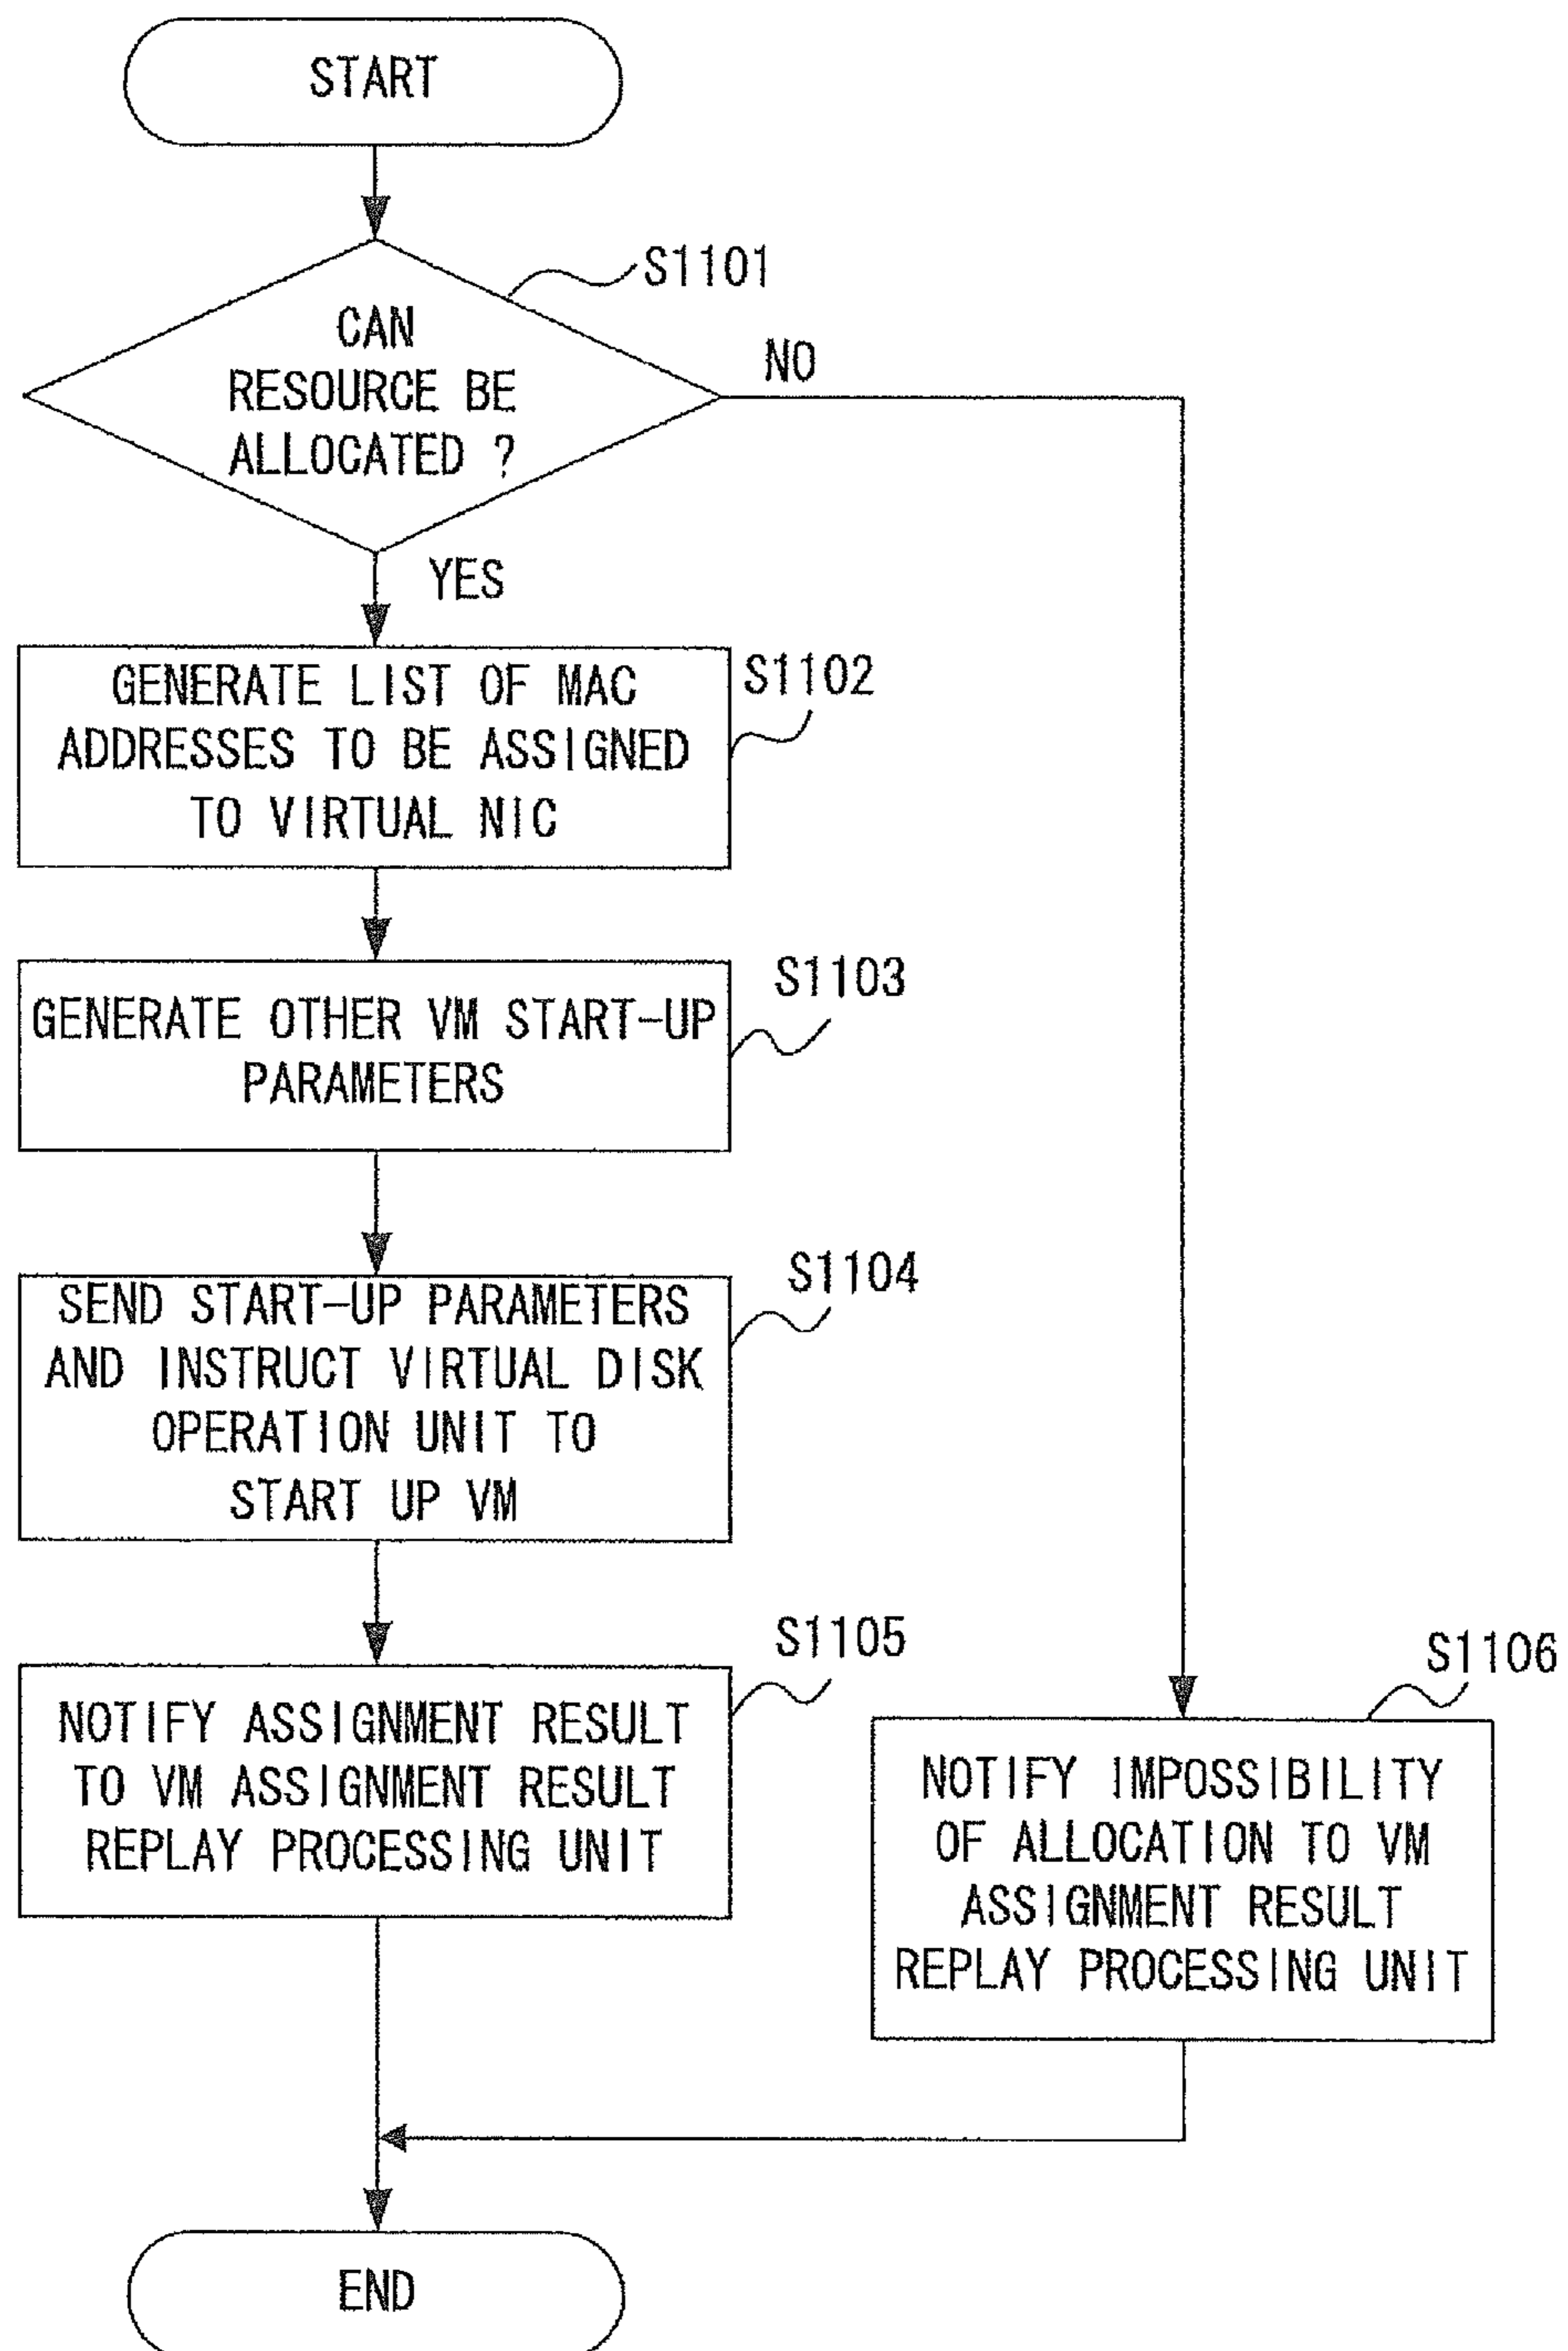 START
S1101
CAN
RESOURCE BE
ALLOCATED ?
NO
YES
S1102
GENERATE LIST OF MAC
ADDRESSES TO BE ASSIGNED
TO VIRTUAL NIC
S1103
GENERATE OTHER VM START-UP
PARAMETERS
S1104
SEND START-UP PARAMETERS
AND INSTRUCT VIRTUAL DISK
OPERATION UNIT TO
START UP VM
S1105
NOTIFY ASSIGNMENT RESULT
TO VM ASSIGNMENT RESULT
REPLAY PROCESSING UNIT
S1106
NOTIFY IMPOSSIBILITY
OF ALLOCATION TO VM
ASSIGNMENT RESULT
REPLAY PROCESSING UNIT
END